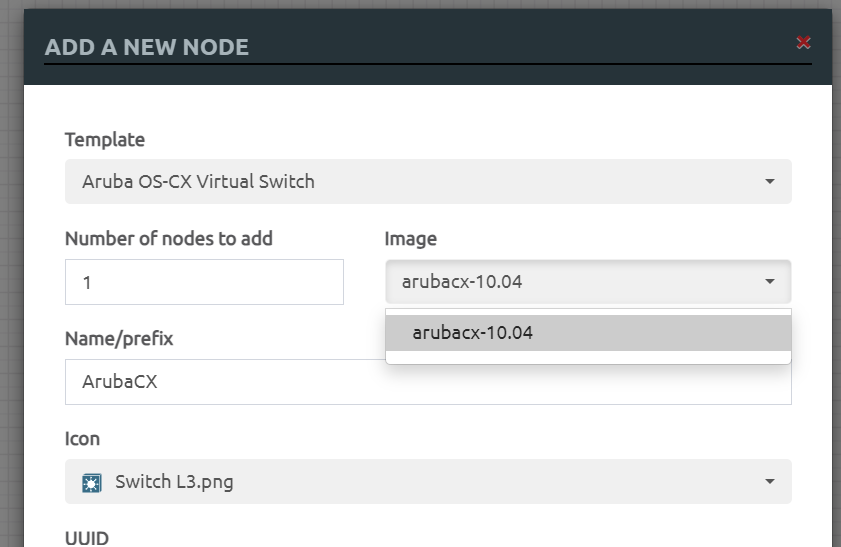 ADD A NEW NODE
Template
Aruba OS-CX Virtual Switch
Number of nodes to add
Image
1
arubacx-10.04
arubacx-10.04
Name/prefix
ArubaCX
Icon
Switch L3.png
UUID